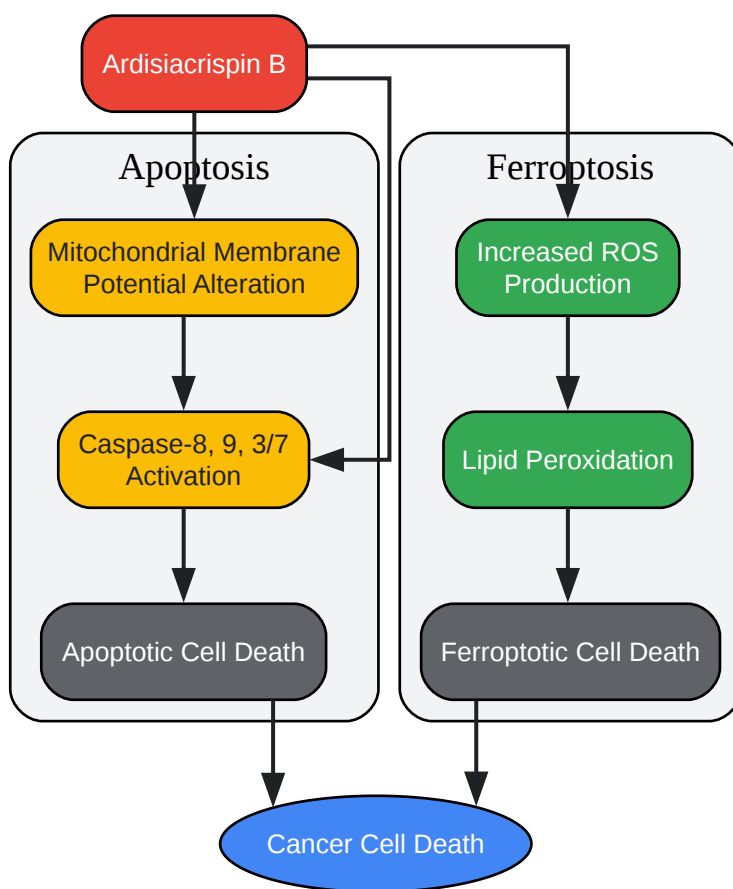 Ardisiacrispin B
Apoptosis
Mitochondrial Membrane
Potential Alteration
Caspase-8, 9, 3/7
Activation
Apoptotic Cell Death
Ferroptosis
Increased ROS
Production
Lipid Peroxidation
Ferroptotic Cell Death
Cancer Cell Death